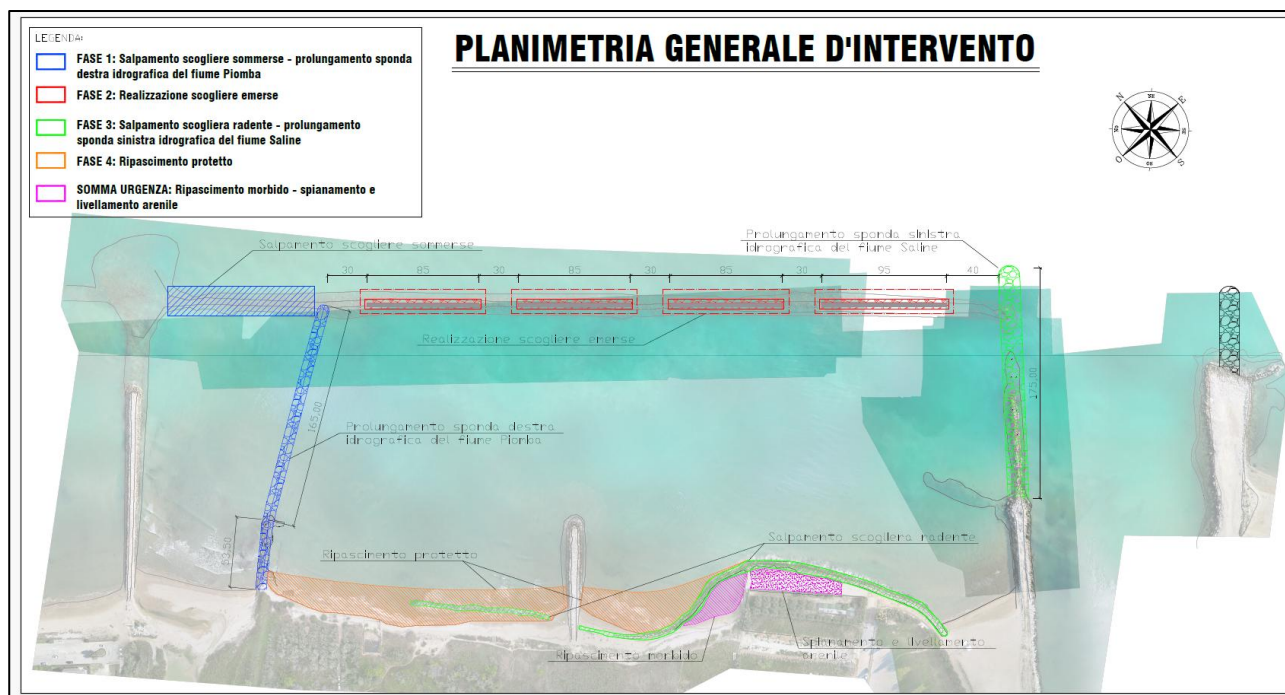 LEGENDA:
FASE 1: Salpamento scogliere sommerse - prolungamento sponda
destra idrografica del fiume Piomba
FASE 2: Realizzazione scogliere emerse
FASE 3: Salpamento scogliera radente - prolungamento
sponda sinistra idrografica del fiume Saline
FASE 4: Ripascimento protetto
SOMMA URGENZA: Ripascimento morbido - spianamento e
livellamento arenile
PLANIMETRIA GENERALE D'INTERVENTO
N
NE
E
SE
S
SO
O
NO
Salpamento scogliere sommerse
Prolungamento sponda sinistra
idrografica del fiume Saline
30
85
30
85
30
85
30
95
40
Realizzazione scogliere emerse
175,00
165,00
Prolungamento sponda destra
idrografica del fiume Piomba
Ripascimento protetto
Salpamento scogliera radente
Ripascimento morbido
Spianamento e livellamento
arenile